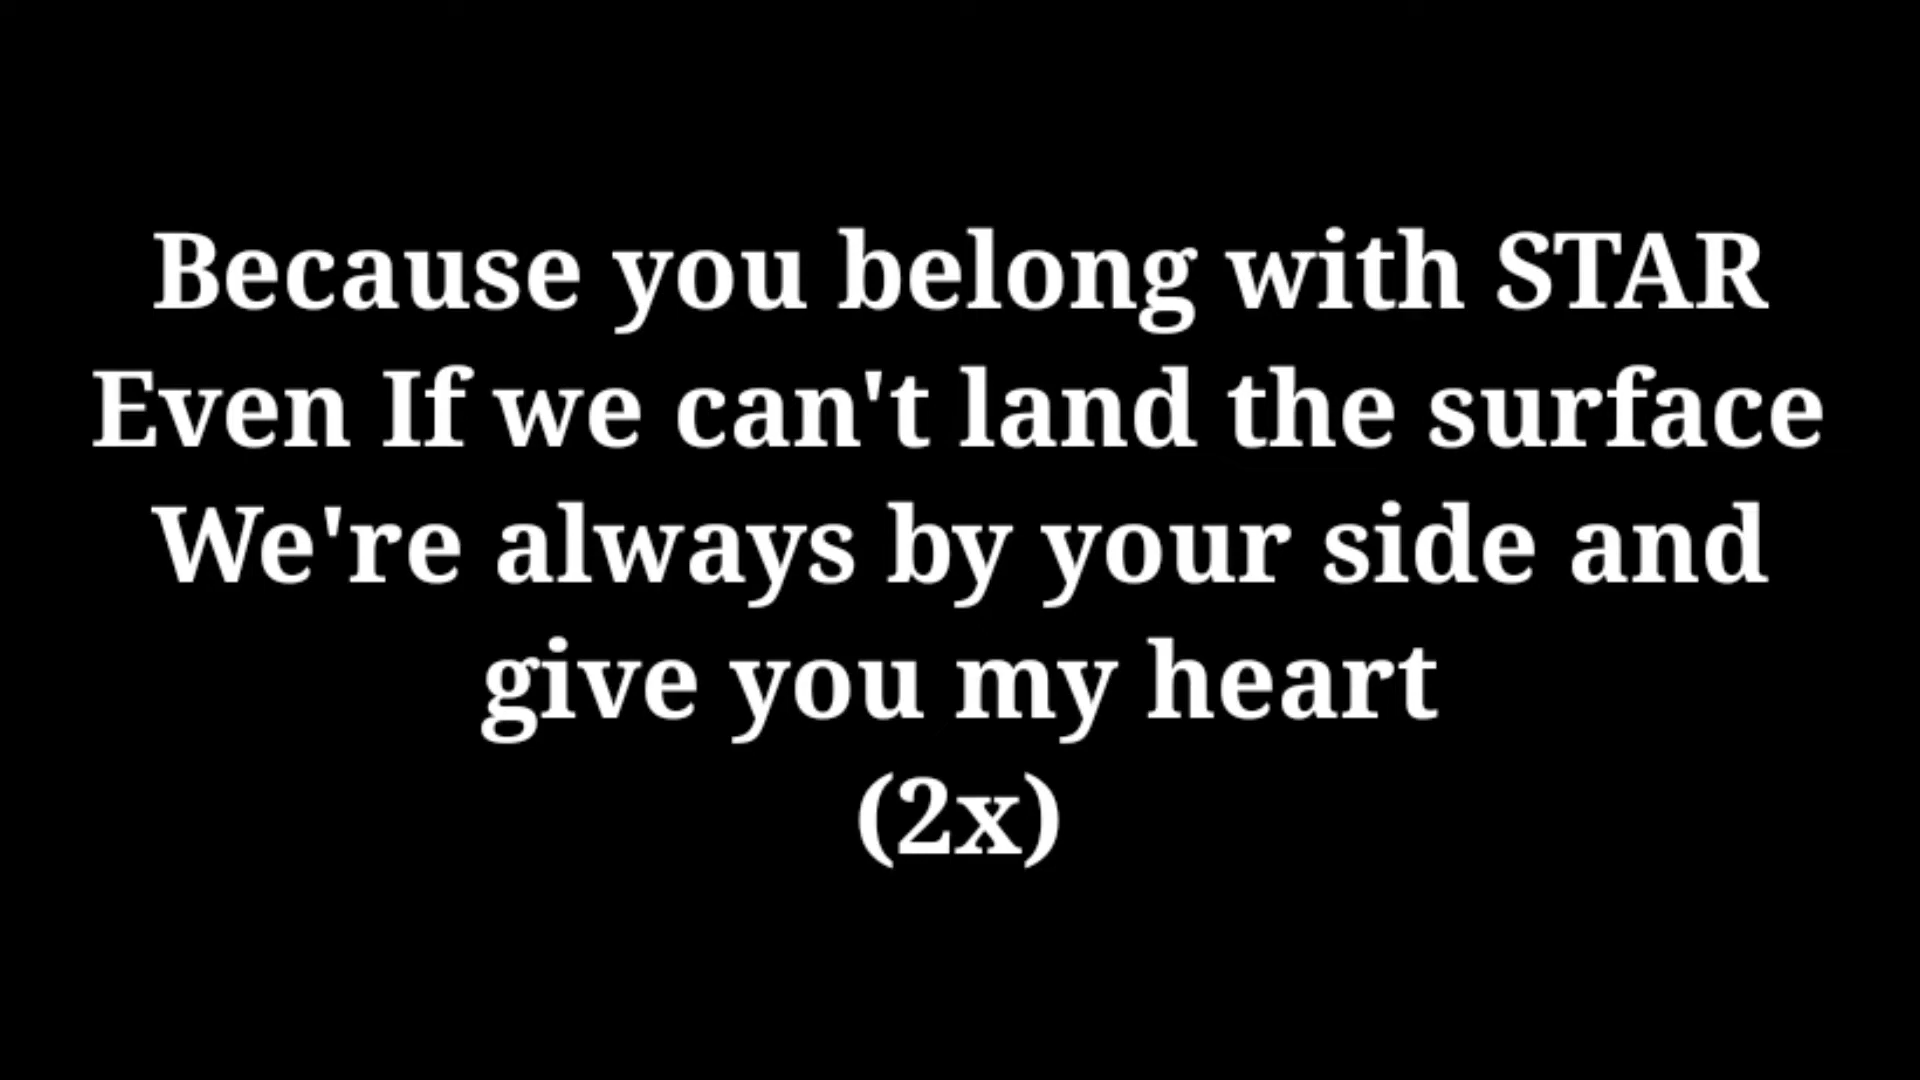 Because you belong with STAR
Even If we can't land the surface
We're always by your side and
give you my heart
(2x)